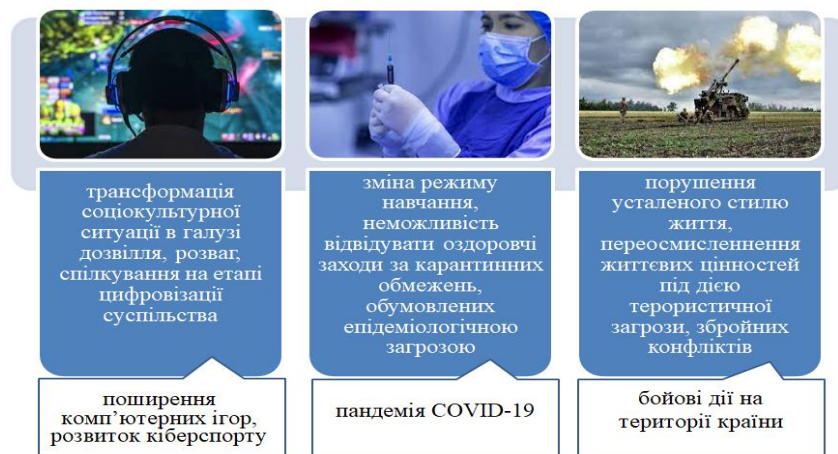 трансформація
соціокультурної
ситуації в галузі
дозвілля, розваг,
спілкування на етапі
цифровізації
суспільства
поширення
комп’ютерних ігор,
розвиток кіберспорту
зміна режиму
навчання,
неможливість
відвідувати оздоровчі
заходи за карантинних
обмежень,
обумовлених
епідеміологічною
загрозою
пандемія COVID-19
порушення
усталеного стилю
життя,
переосмисленнення
життєвих цінностей
під дією
терористичної
загрози, збройних
конфліктів
бойові дії на
території країни